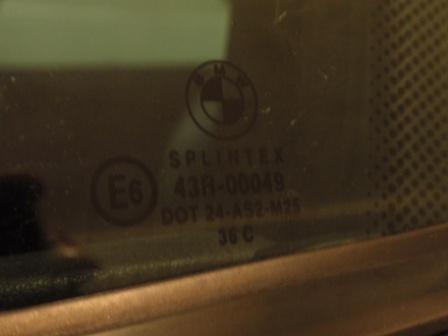 BMW
SPLINTEX
E6
43R-00049
DOT 24-AS2-M25
36 C